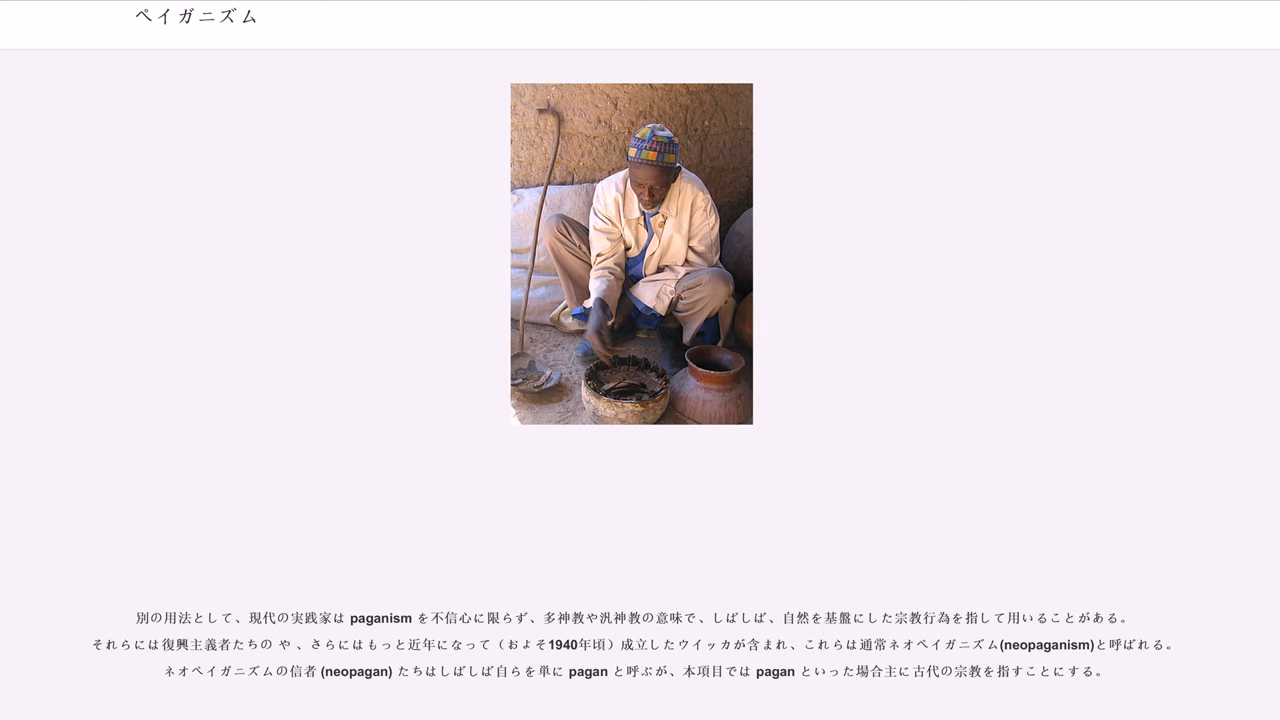 ペイガニズム
別の用法として、現代の実践家は paganism を不信心に限らず、多神教や汎神教の意味で、しばしば、自然を基盤にした宗教行為を指して用いることがある。
それらには復興主義者たちの や 、さらにはもっと近年になって（およそ1940年頃）成立したウイッカが含まれ、これらは通常ネオペイガニズム(neopaganism)と呼ばれる。
ネオペイガニズムの信者 (neopagan) たちはしばしば自らを単に pagan と呼ぶが、本項目では pagan といった場合主に古代の宗教を指すことにする。